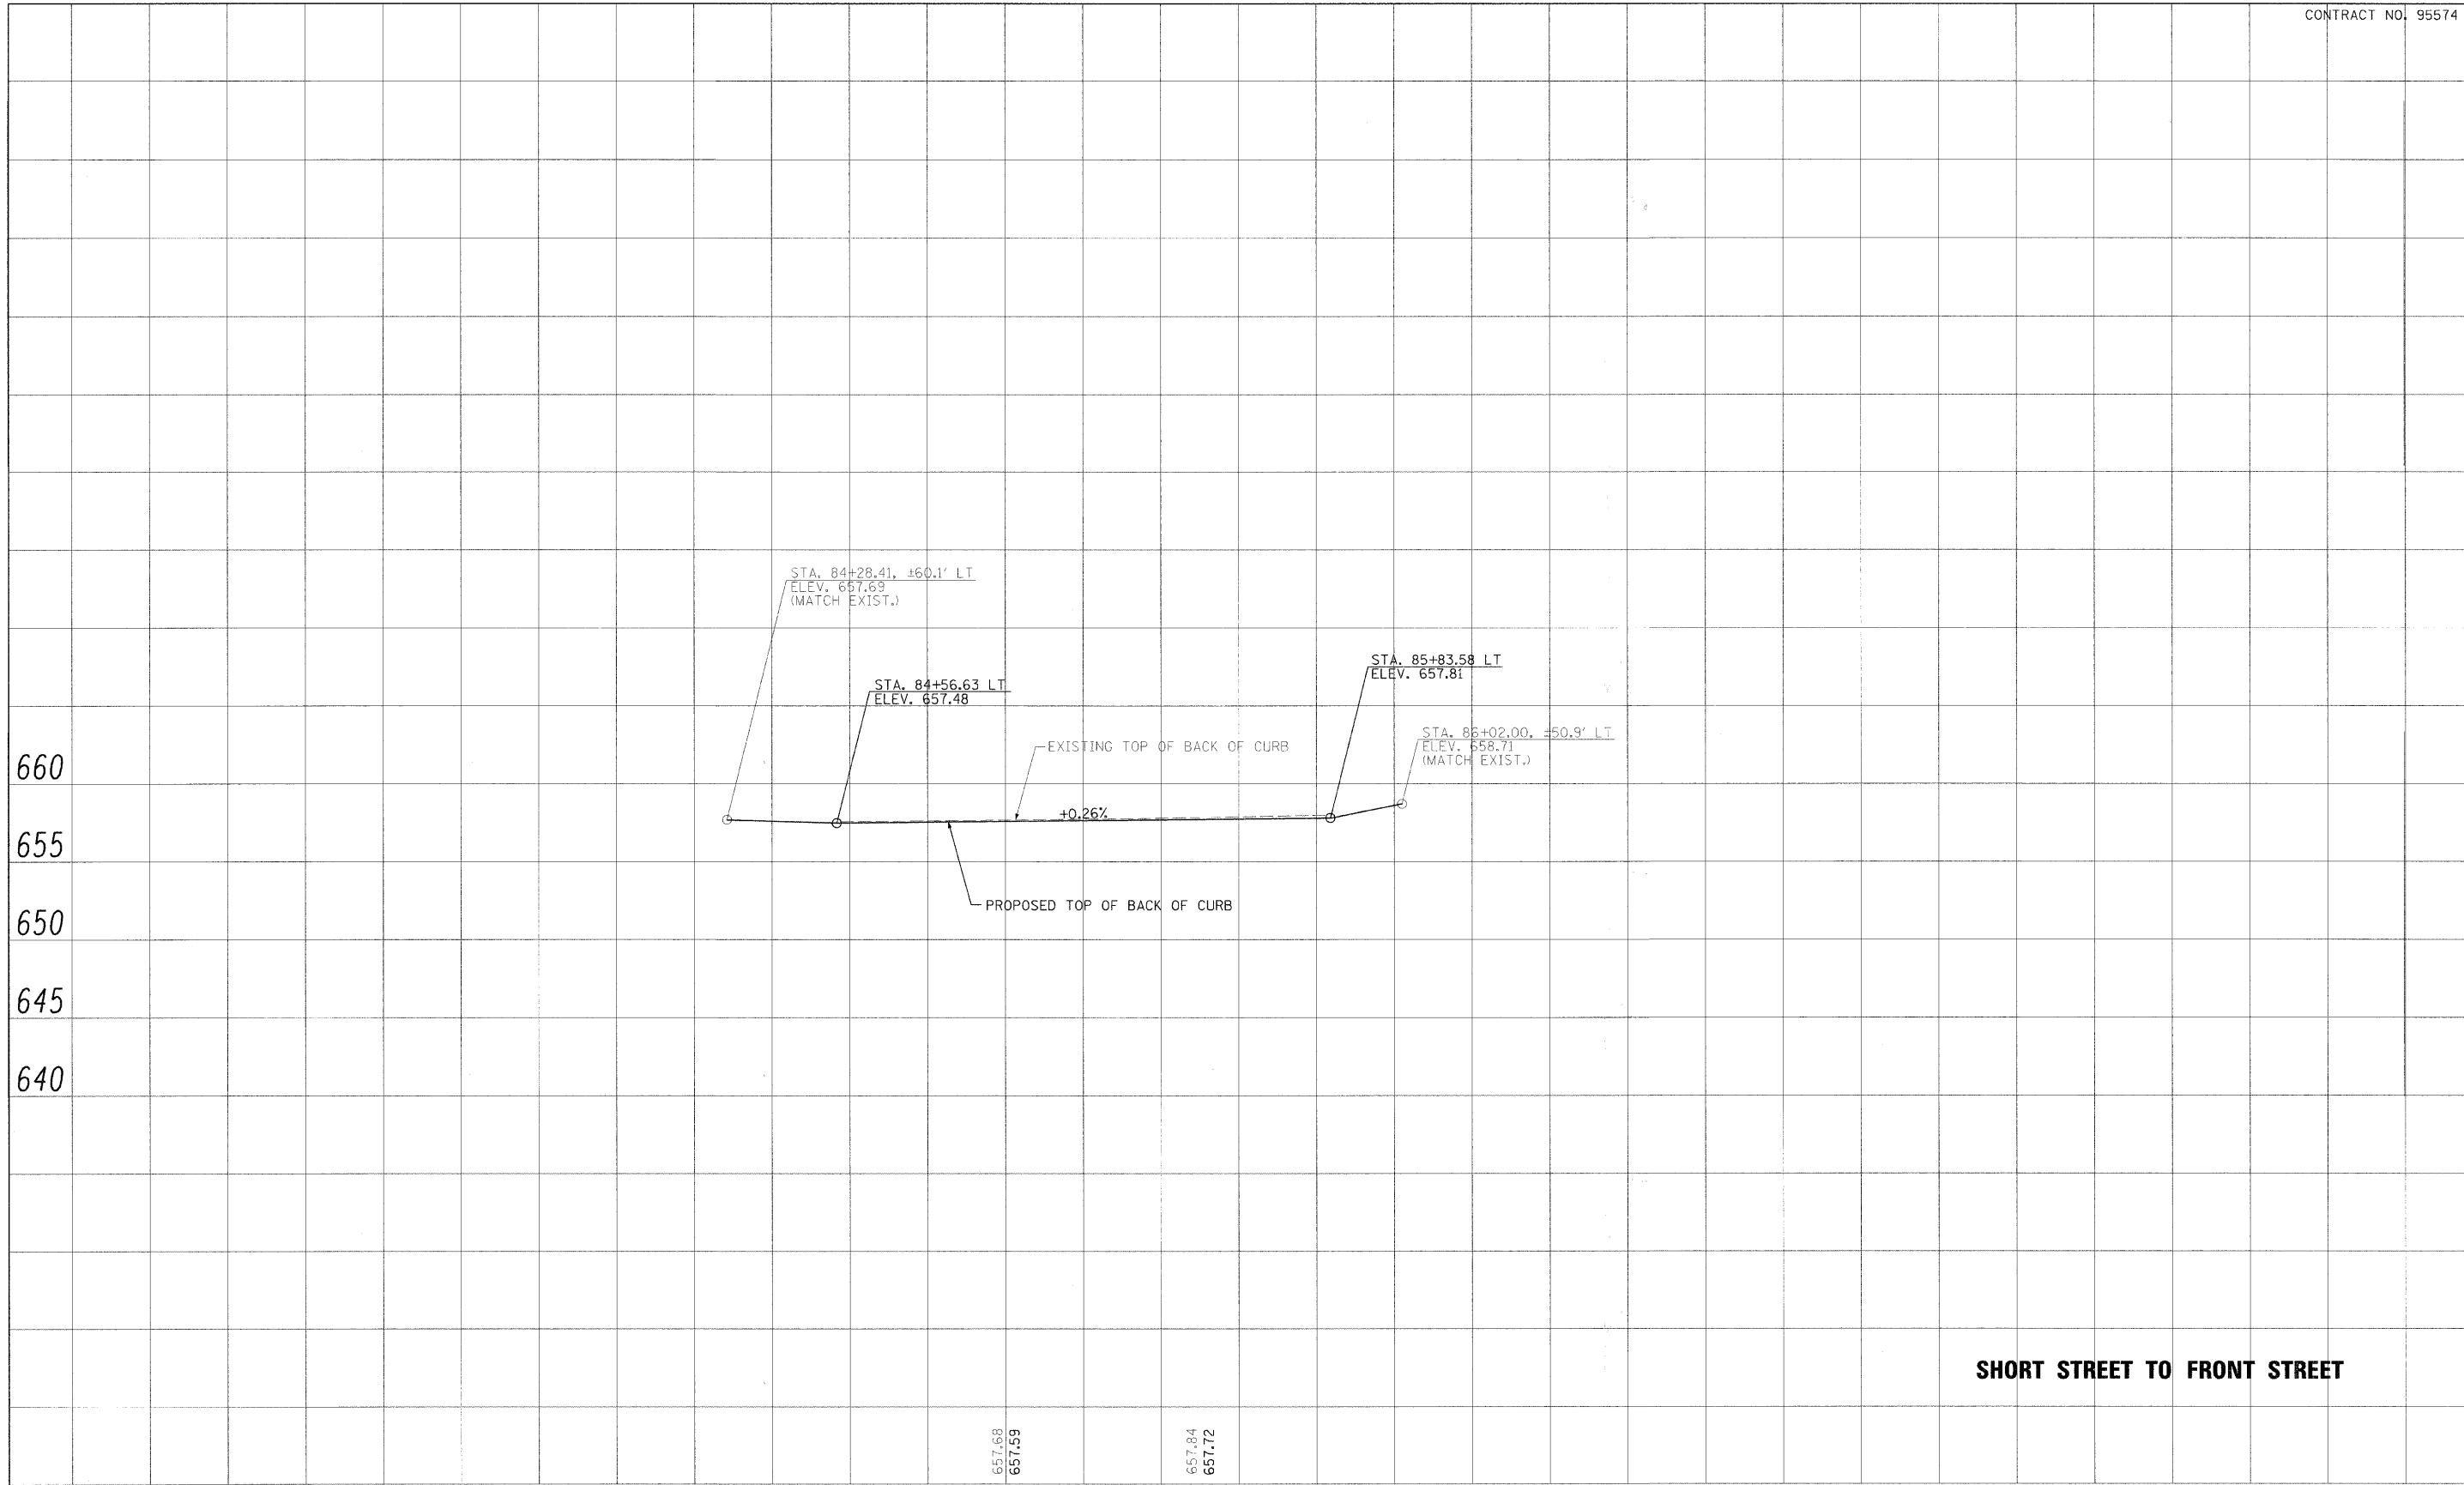 CONTRACT NO. 95574
STA. 84+28.41, ±60.1' LT
ELEV. 657.69
(MATCH EXIST.)
STA. 85+83.58 LT
ELEV. 657.81
STA. 84+56.63 LT
ELEV. 657.48
STA. 86+02.00, ±50.9' LT
ELEV. 658.71
(MATCH EXIST.)
EXISTING TOP OF BACK OF CURB
660
+0.26%
655
PROPOSED TOP OF BACK OF CURB
650
645
640
SHORT STREET TO FRONT STREET
657.68
657.59
657.84
657.72